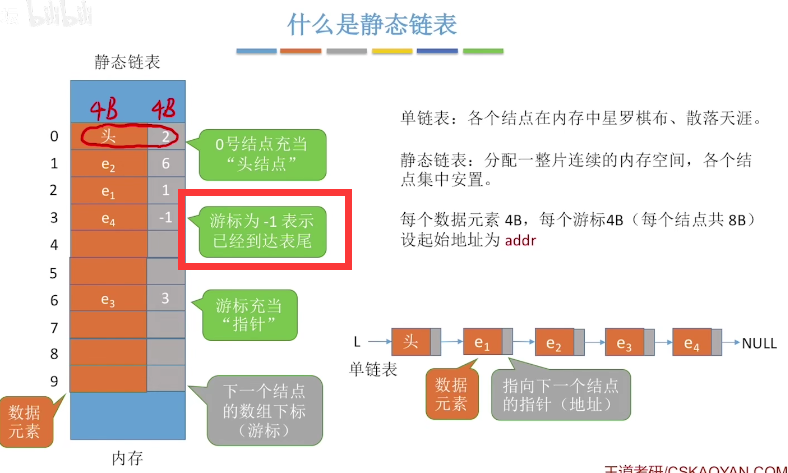 bilibili
什么是静态链表
静态链表
4B 4B
0 头 2
1 e₂ 6
2 e₁ 1
3 e₄ -1
4
5
6 e₃ 3
7
8
9
0号结点充当
“头结点”
游标为 -1 表示
已经到达表尾
游标充当
“指针”
下一个结点
的数组下标
（游标）
数据
元素
内存
单链表：各个结点在内存中星罗棋布、散落天涯。
静态链表：分配一整片连续的内存空间，各个结
点集中安置。
每个数据元素 4B，每个游标4B（每个结点共 8B）
设起始地址为 addr
L 头 e₁ e₂ e₃ e₄ NULL
单链表
数据
元素
指向下一个结点
的指针（地址）
王道考研/CSKAOYAN.COM